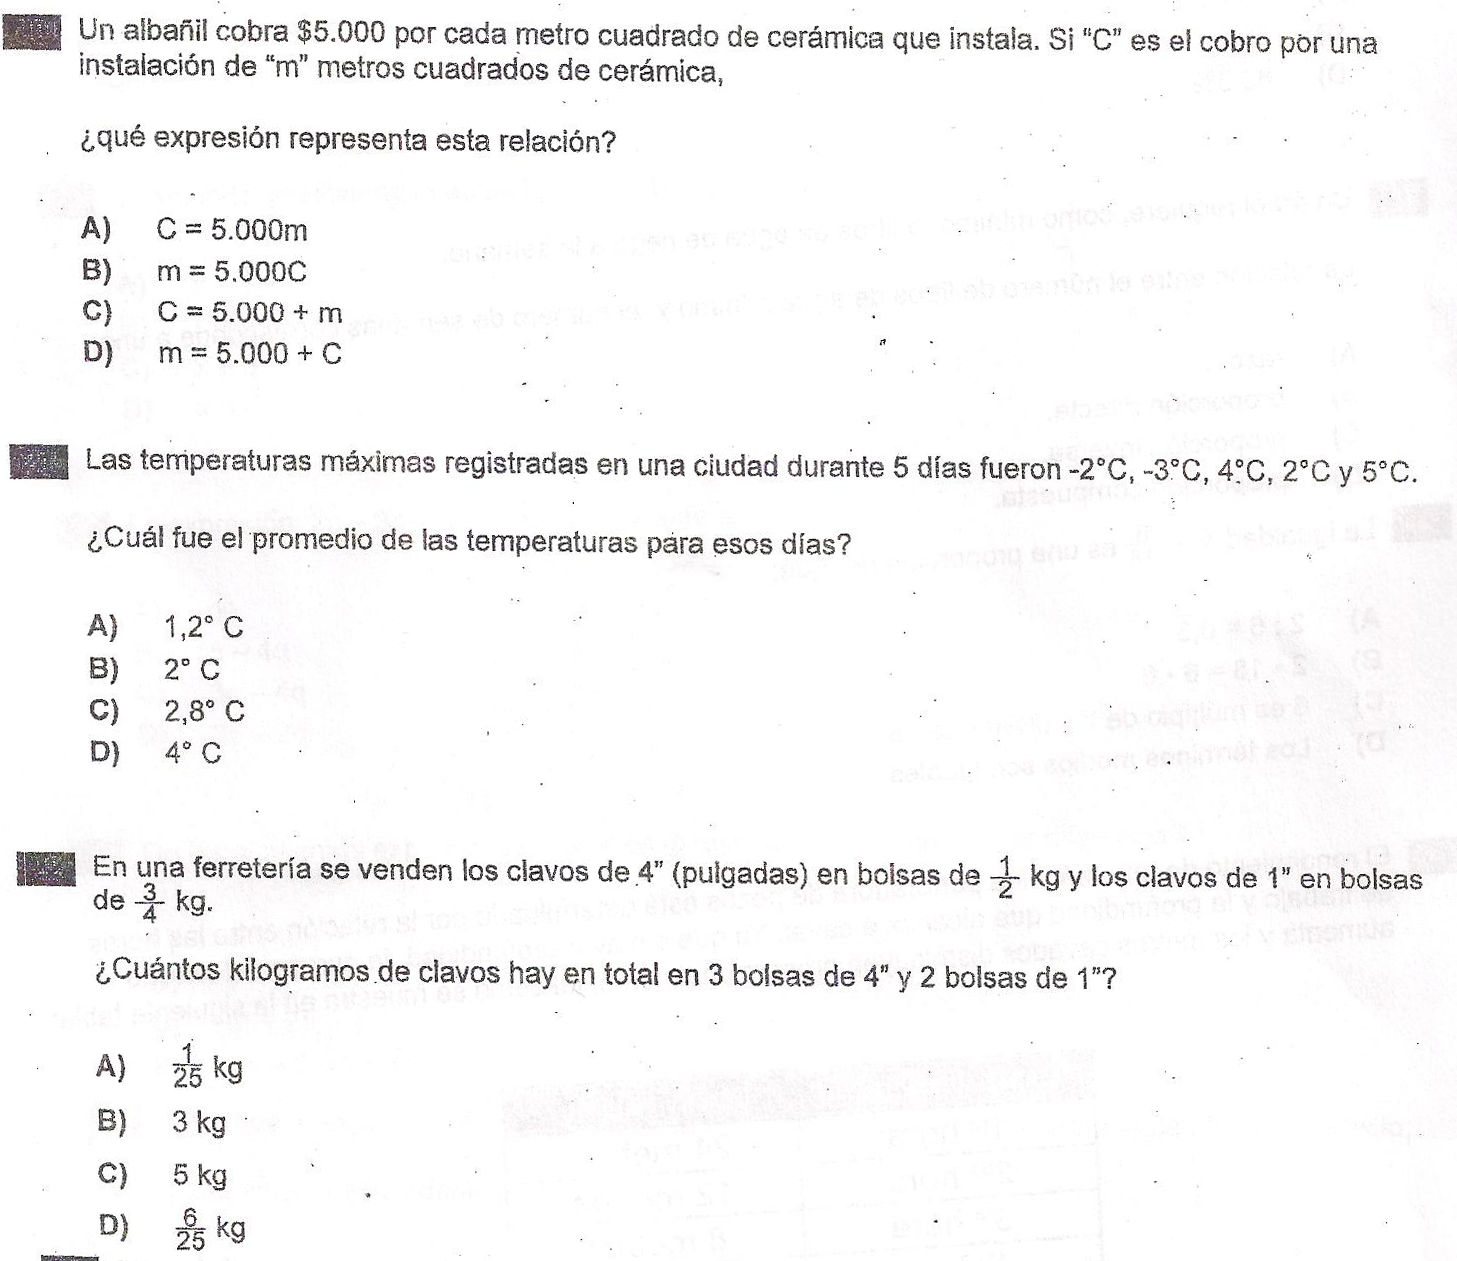 Un albañil cobra $5.000 por cada metro cuadrado de cerámica que instala. Si “C” es el cobro por una
instalación de “m” metros cuadrados de cerámica,
¿qué expresión representa esta relación?
A) C = 5.000m
B) m = 5.000C
C) C = 5.000 + m
D) m = 5.000 + C
Las temperaturas máximas registradas en una ciudad durante 5 días fueron -2°C, -3°C, 4°C, 2°C y 5°C.
¿Cuál fue el promedio de las temperaturas para esos días?
A) 1,2° C
B) 2° C
C) 2,8° C
D) 4° C
En una ferretería se venden los clavos de 4” (pulgadas) en bolsas de 1/2 kg y los clavos de 1” en bolsas
de 3/4 kg.
¿Cuántos kilogramos de clavos hay en total en 3 bolsas de 4” y 2 bolsas de 1”?
A) 1/25 kg
B) 3 kg
C) 5 kg
D) 6/25 kg